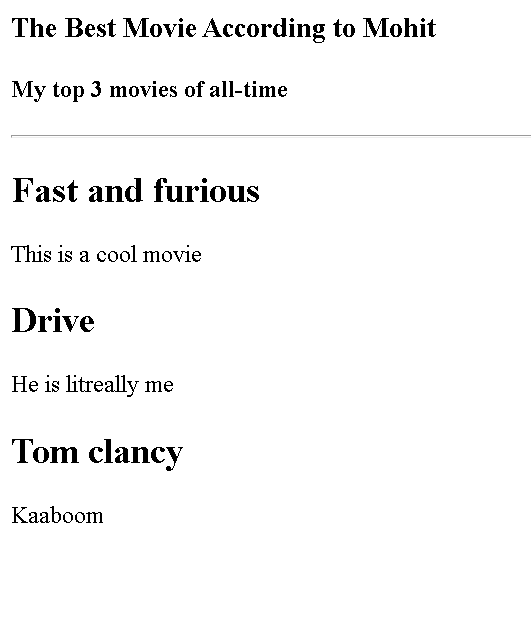 The Best Movie According to Mohit
My top 3 movies of all-time
Fast and furious
This is a cool movie
Drive
He is litreally me
Tom clancy
Kaaboom